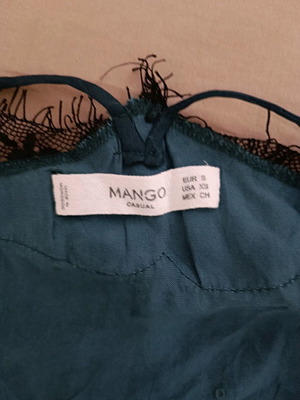 MANGO
CASUAL
EUR S
USA XS
MEX CH